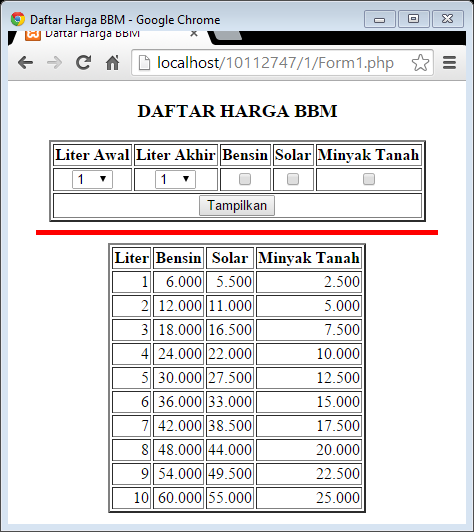 Daftar Harga BBM - Google Chrome
Daftar Harga BBM
localhost/10112747/1/Form1.php
DAFTAR HARGA BBM
Liter Awal Liter Akhir Bensin Solar Minyak Tanah
1 1
Tampilkan
Liter Bensin Solar Minyak Tanah
1 6.000 5.500 2.500
2 12.000 11.000 5.000
3 18.000 16.500 7.500
4 24.000 22.000 10.000
5 30.000 27.500 12.500
6 36.000 33.000 15.000
7 42.000 38.500 17.500
8 48.000 44.000 20.000
9 54.000 49.500 22.500
10 60.000 55.000 25.000